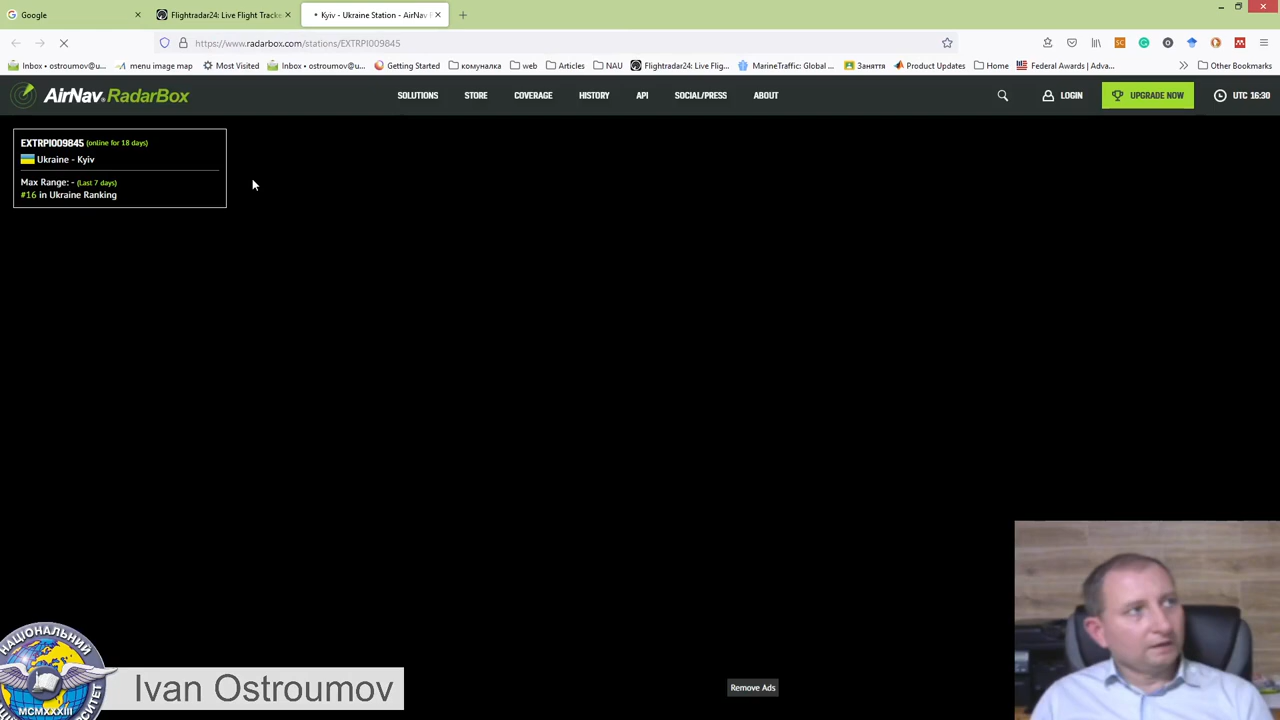 Google
Flightradar24: Live Flight Tracke
Kyiv - Ukraine Station - AirNav R
https://www.radarbox.com/stations/EXTRPI009845
Inbox • ostroumov@u...
menu image map
Most Visited
Inbox • ostroumov@u...
Getting Started
комуналка
web
Articles
NAU
Flightradar24: Live Flig...
MarineTraffic: Global ...
Заняття
Product Updates
Home
Federal Awards | Adva...
Other Bookmarks
AirNav RadarBox
SOLUTIONS
STORE
COVERAGE
HISTORY
API
SOCIAL/PRESS
ABOUT
LOGIN
UPGRADE NOW
UTC 16:30
EXTRPI009845 (online for 18 days)
Ukraine - Kyiv
Max Range: - (Last 7 days)
#16 in Ukraine Ranking
Remove Ads
НАЦІОНАЛЬНИЙ
MCMXXXIII
Ivan Ostroumov